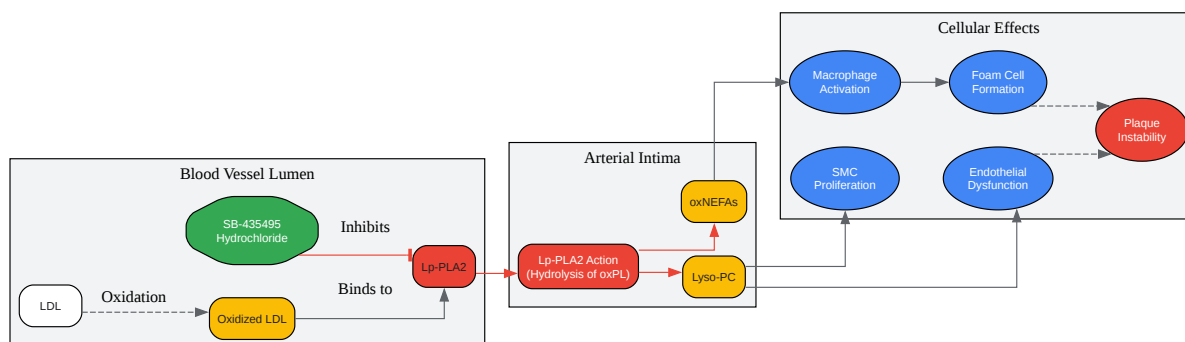 Cellular Effects
Macrophage
Activation
Foam Cell
Formation
Plaque
Instability
SMC
Proliferation
Endothelial
Dysfunction
Arterial Intima
oxNEFAs
Lp-PLA2 Action
(Hydrolysis of oxPL)
Lyso-PC
Blood Vessel Lumen
SB-435495
Hydrochloride
Inhibits
Lp-PLA2
Binds to
LDL
Oxidation
Oxidized LDL